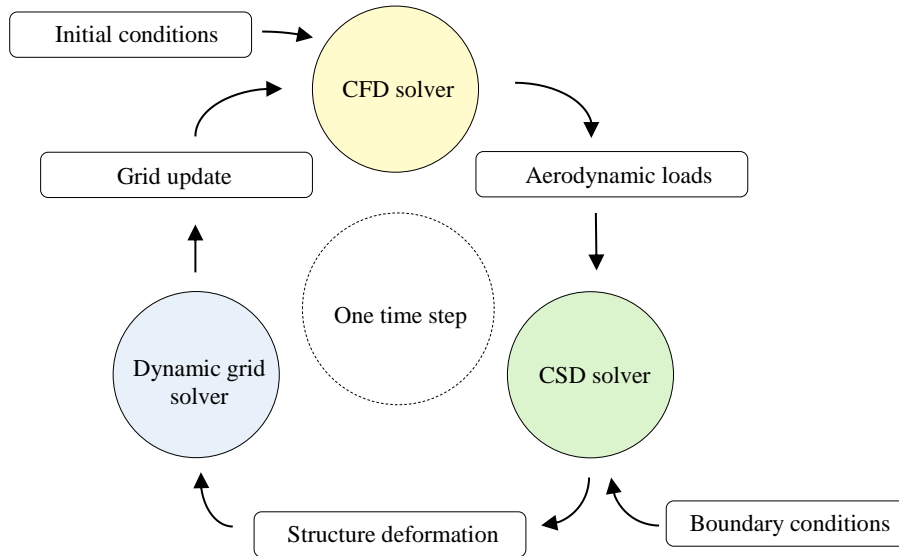 Initial conditions
CFD solver
Grid update
Aerodynamic loads
One time step
Dynamic grid
solver
CSD solver
Structure deformation
Boundary conditions